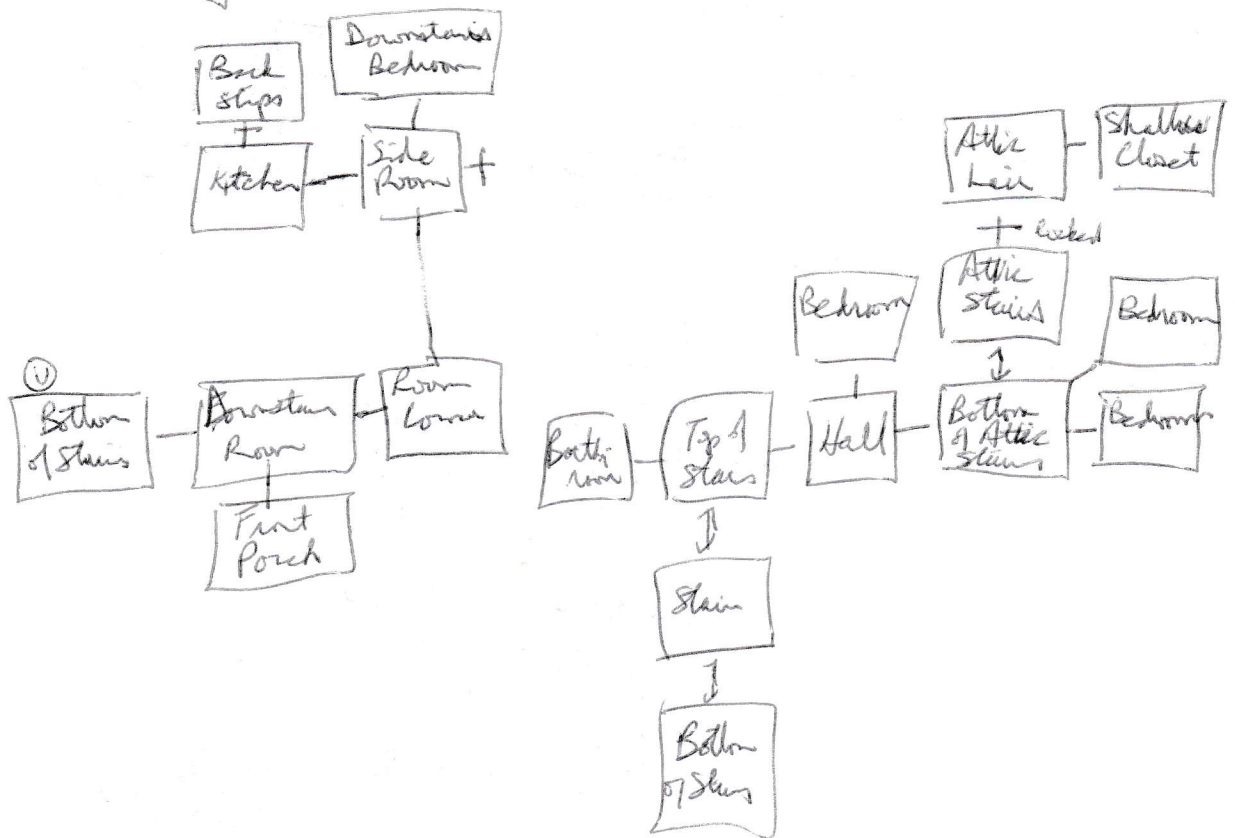 Downstairs
Bedroom
Back
Steps
Kitchen
Side
Room
Attic
Lair
Shallow
Closet
locked
Attic
Stairs
Bedroom
Bedroom
U
Bottom
of Stairs
Downstairs
Room
Room
Corner
Front
Porch
Bath
room
Top of
Stairs
Hall
Bottom
of Attic
Stairs
Bedroom
Stairs
Bottom
of Stairs